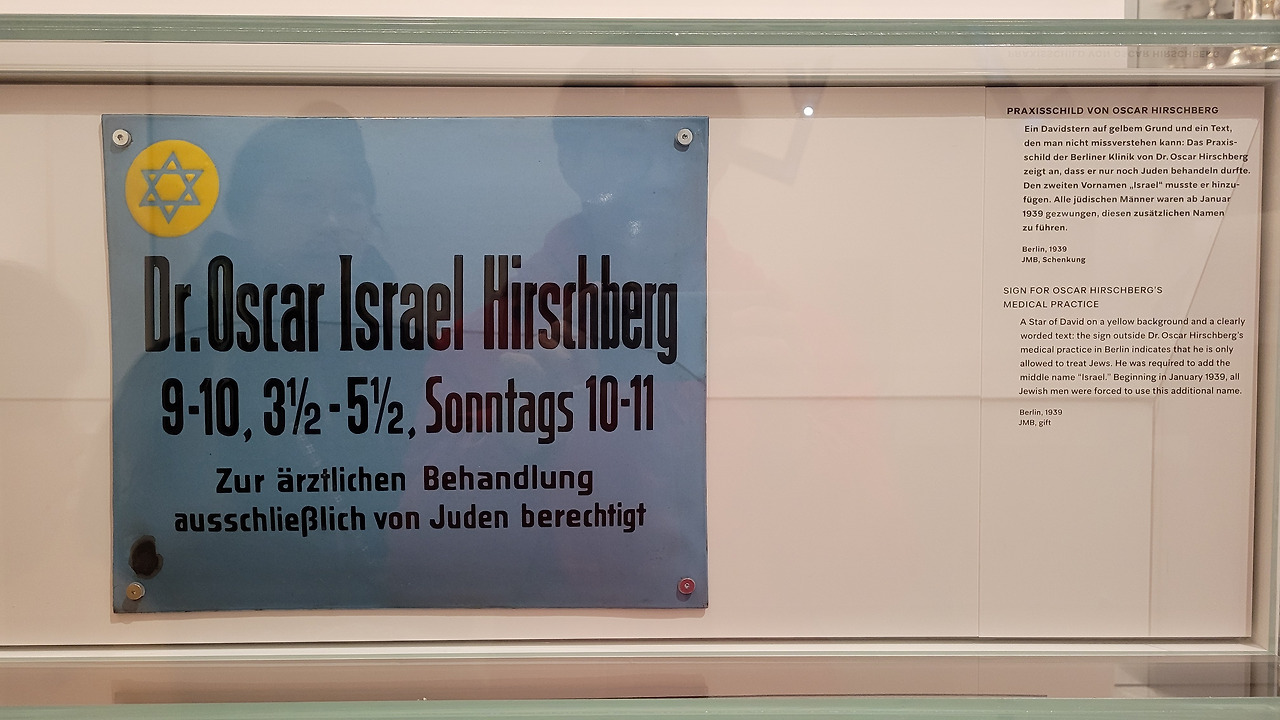 Dr. Oscar Israel Hirschberg
9-10, 3½-5½, Sonntags 10-11
Zur ärztlichen Behandlung
ausschließlich von Juden berechtigt
PRAXISSCHILD VON OSCAR HIRSCHBERG
Ein Davidstern auf gelbem Grund und ein Text,
den man nicht missverstehen kann: Das Praxis-
schild der Berliner Klinik von Dr. Oscar Hirschberg
zeigt an, dass er nur noch Juden behandeln durfte.
Den zweiten Vornamen „Israel“ musste er hinzu-
fügen. Alle jüdischen Männer waren ab Januar
1939 gezwungen, diesen zusätzlichen Namen
zu führen.
Berlin, 1939
JMB, Schenkung
SIGN FOR OSCAR HIRSCHBERG'S
MEDICAL PRACTICE
A Star of David on a yellow background and a clearly
worded text: the sign outside Dr. Oscar Hirschberg's
medical practice in Berlin indicates that he is only
allowed to treat Jews. He was required to add the
middle name “Israel.” Beginning in January 1939, all
Jewish men were forced to use this additional name.
Berlin, 1939
JMB, gift